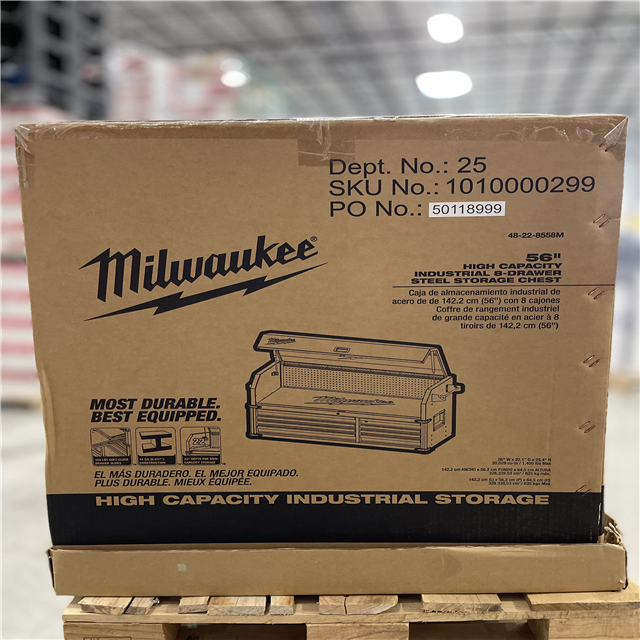 Dept. No.: 25
SKU No.: 1010000299
PO No.: 50118999
48-22-8558M
Milwaukee®
56"
HIGH CAPACITY
INDUSTRIAL 8-DRAWER
STEEL STORAGE CHEST
Caja de almacenamiento industrial de
acero de de 142.2 cm (56") con 8 cajones
Coffre de rangement industriel
de grande capacité en acier à 8
tiroirs de 142,2 cm (56")
Milwaukee
Milwaukee
MOST DURABLE.
BEST EQUIPPED.
EL MÁS DURADERO. EL MEJOR EQUIPADO.
PLUS DURABLE. MIEUX ÉQUIPÉE.
HIGH CAPACITY INDUSTRIAL STORAGE